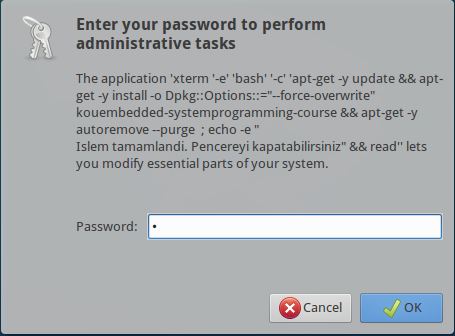 Enter your password to perform
administrative tasks
The application 'xterm '-e' 'bash' '-c' 'apt-get -y update && apt-
get -y install -o Dpkg::Options::="--force-overwrite"
kouembedded-systemprogramming-course && apt-get -y
autoremove --purge  ; echo -e "
Islem tamamlandi. Pencereyi kapatabilirsiniz" && read'' lets
you modify essential parts of your system.
Password: •
Cancel OK